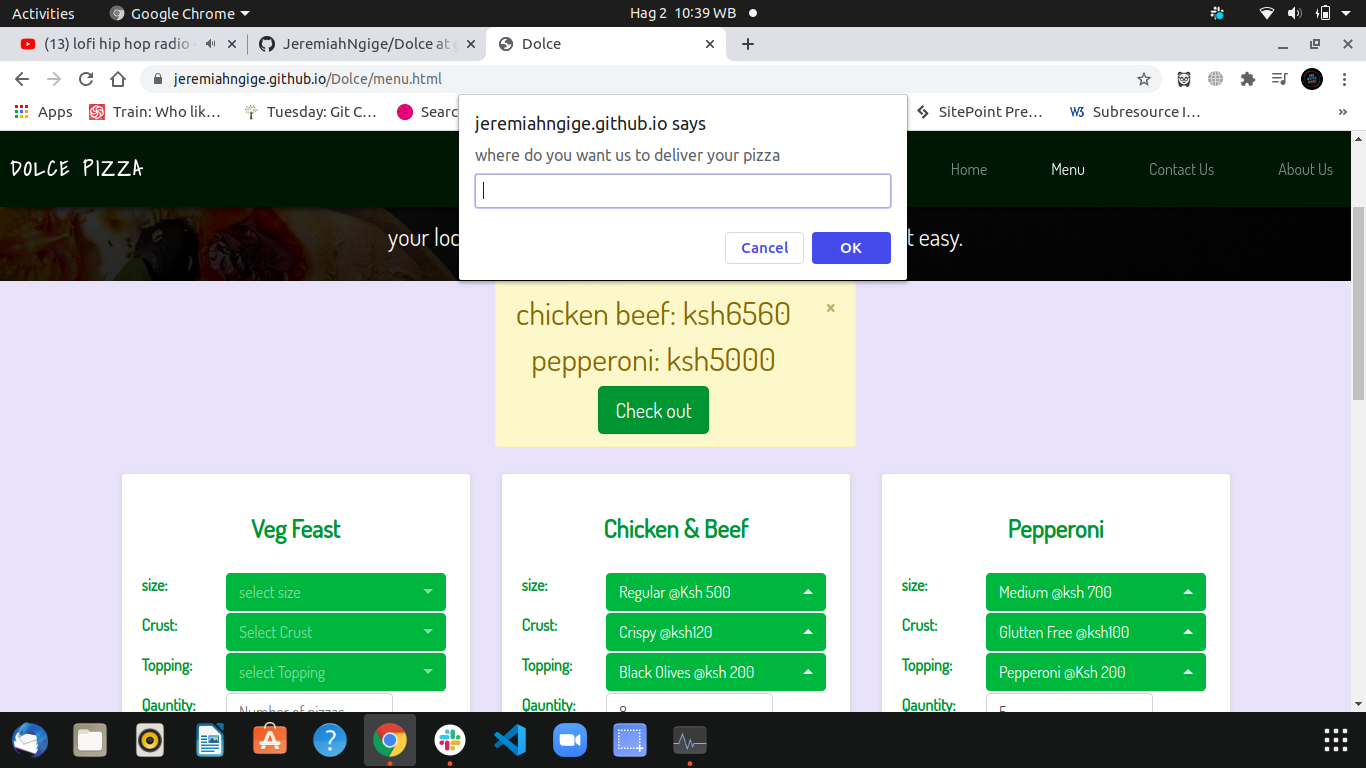 Activities
Google Chrome
Hag 2 10:39 WB
(13) lofi hip hop radio
JeremiahNgige/Dolce at g
Dolce
jeremiahngige.github.io/Dolce/menu.html
Apps
Train: Who lik…
Tuesday: Git C…
Searc
SitePoint Pre…
W3
Subresource I…
»
jeremiahngige.github.io says
where do you want us to deliver your pizza
Cancel
OK
DOLCE PIZZA
Home
Menu
Contact Us
About Us
your loc
t easy.
chicken beef: ksh6560
×
pepperoni: ksh5000
Check out
Veg Feast
size:
select size
Crust:
Select Crust
Topping:
select Topping
Qauntity:
Number of pizzas
Chicken & Beef
size:
Regular @Ksh 500
Crust:
Crispy @ksh120
Topping:
Black Olives @ksh 200
Qauntity:
8
Pepperoni
size:
Medium @ksh 700
Crust:
Glutten Free @ksh100
Topping:
Pepperoni @Ksh 200
Qauntity:
5